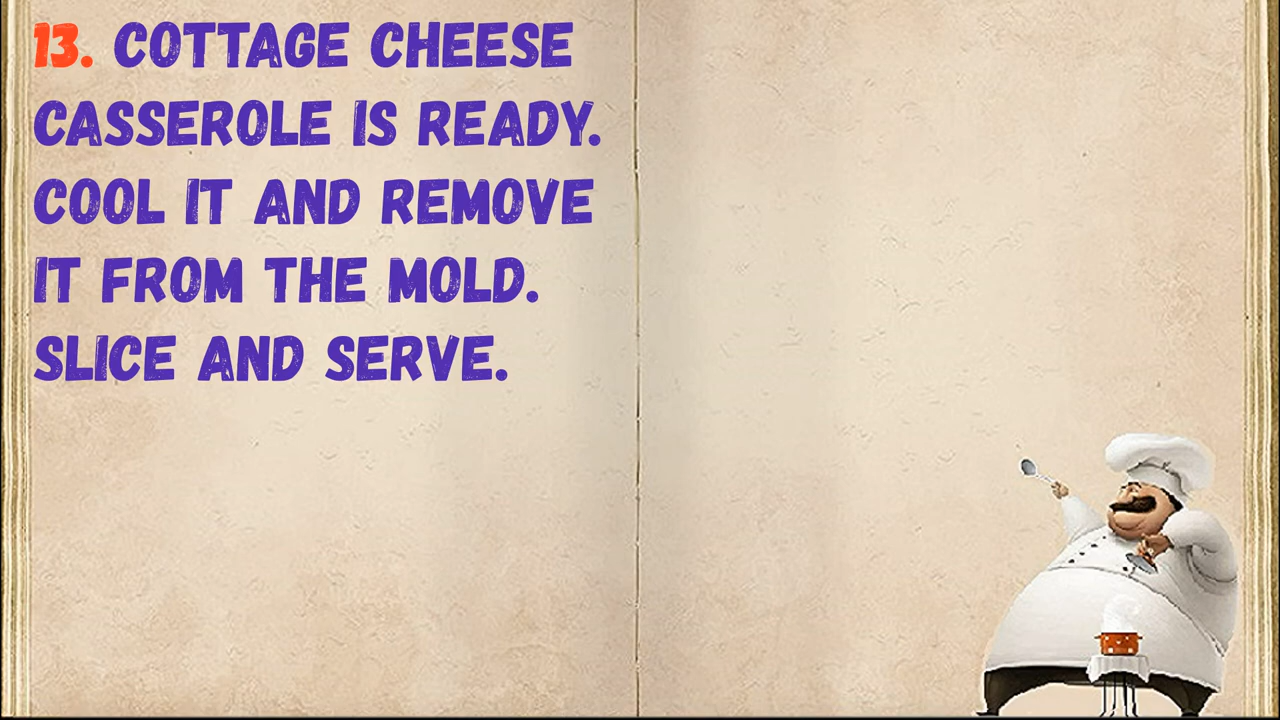 13. COTTAGE CHEESE
CASSEROLE IS READY.
COOL IT AND REMOVE
IT FROM THE MOLD.
SLICE AND SERVE.